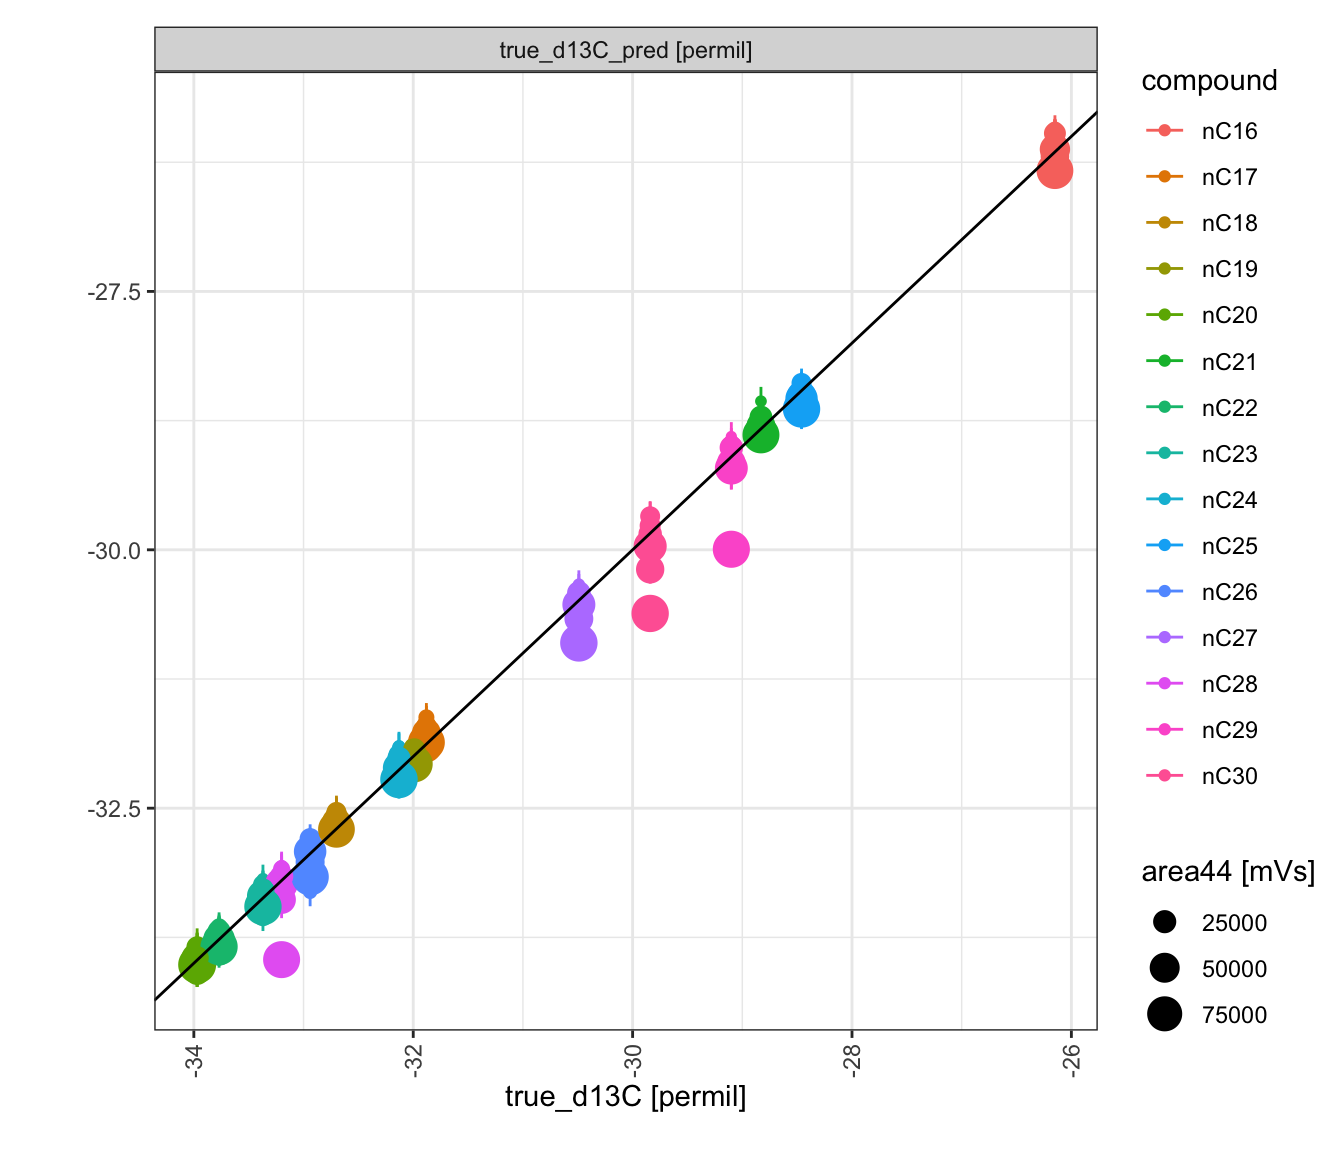 true_d13C_pred [permil]
-27.5
-30.0
-32.5
-34
-32
-30
-28
-26
true_d13C [permil]
compound
nC16
nC17
nC18
nC19
nC20
nC21
nC22
nC23
nC24
nC25
nC26
nC27
nC28
nC29
nC30
area44 [mVs]
25000
50000
75000